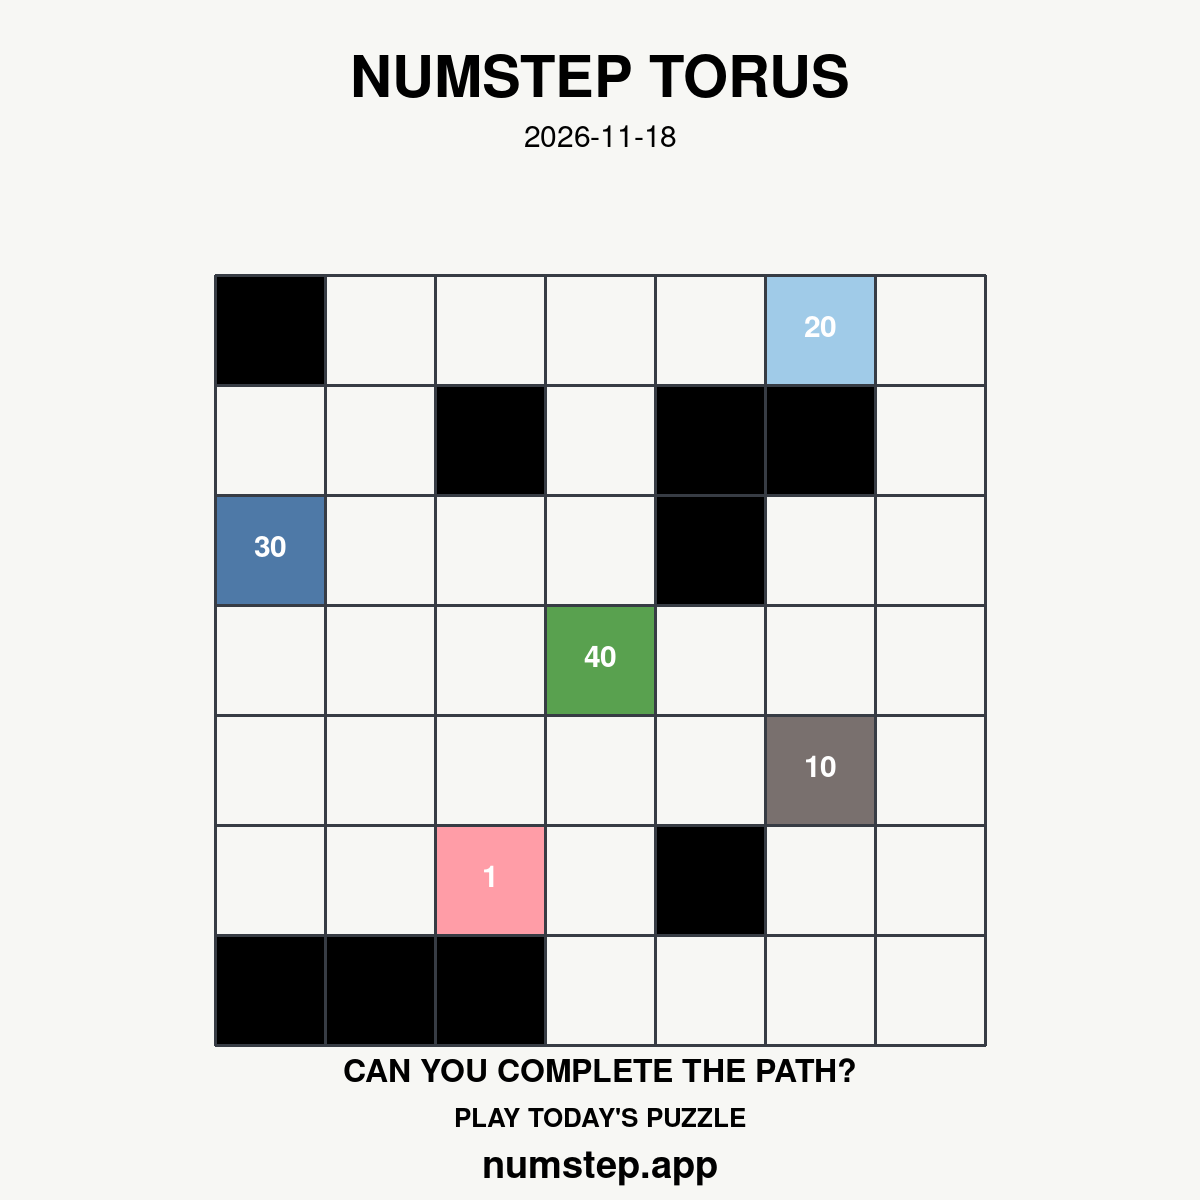 NUMSTEP TORUS
2026-11-18
20
30
40
10
1
CAN YOU COMPLETE THE PATH?
PLAY TODAY'S PUZZLE
numstep.app